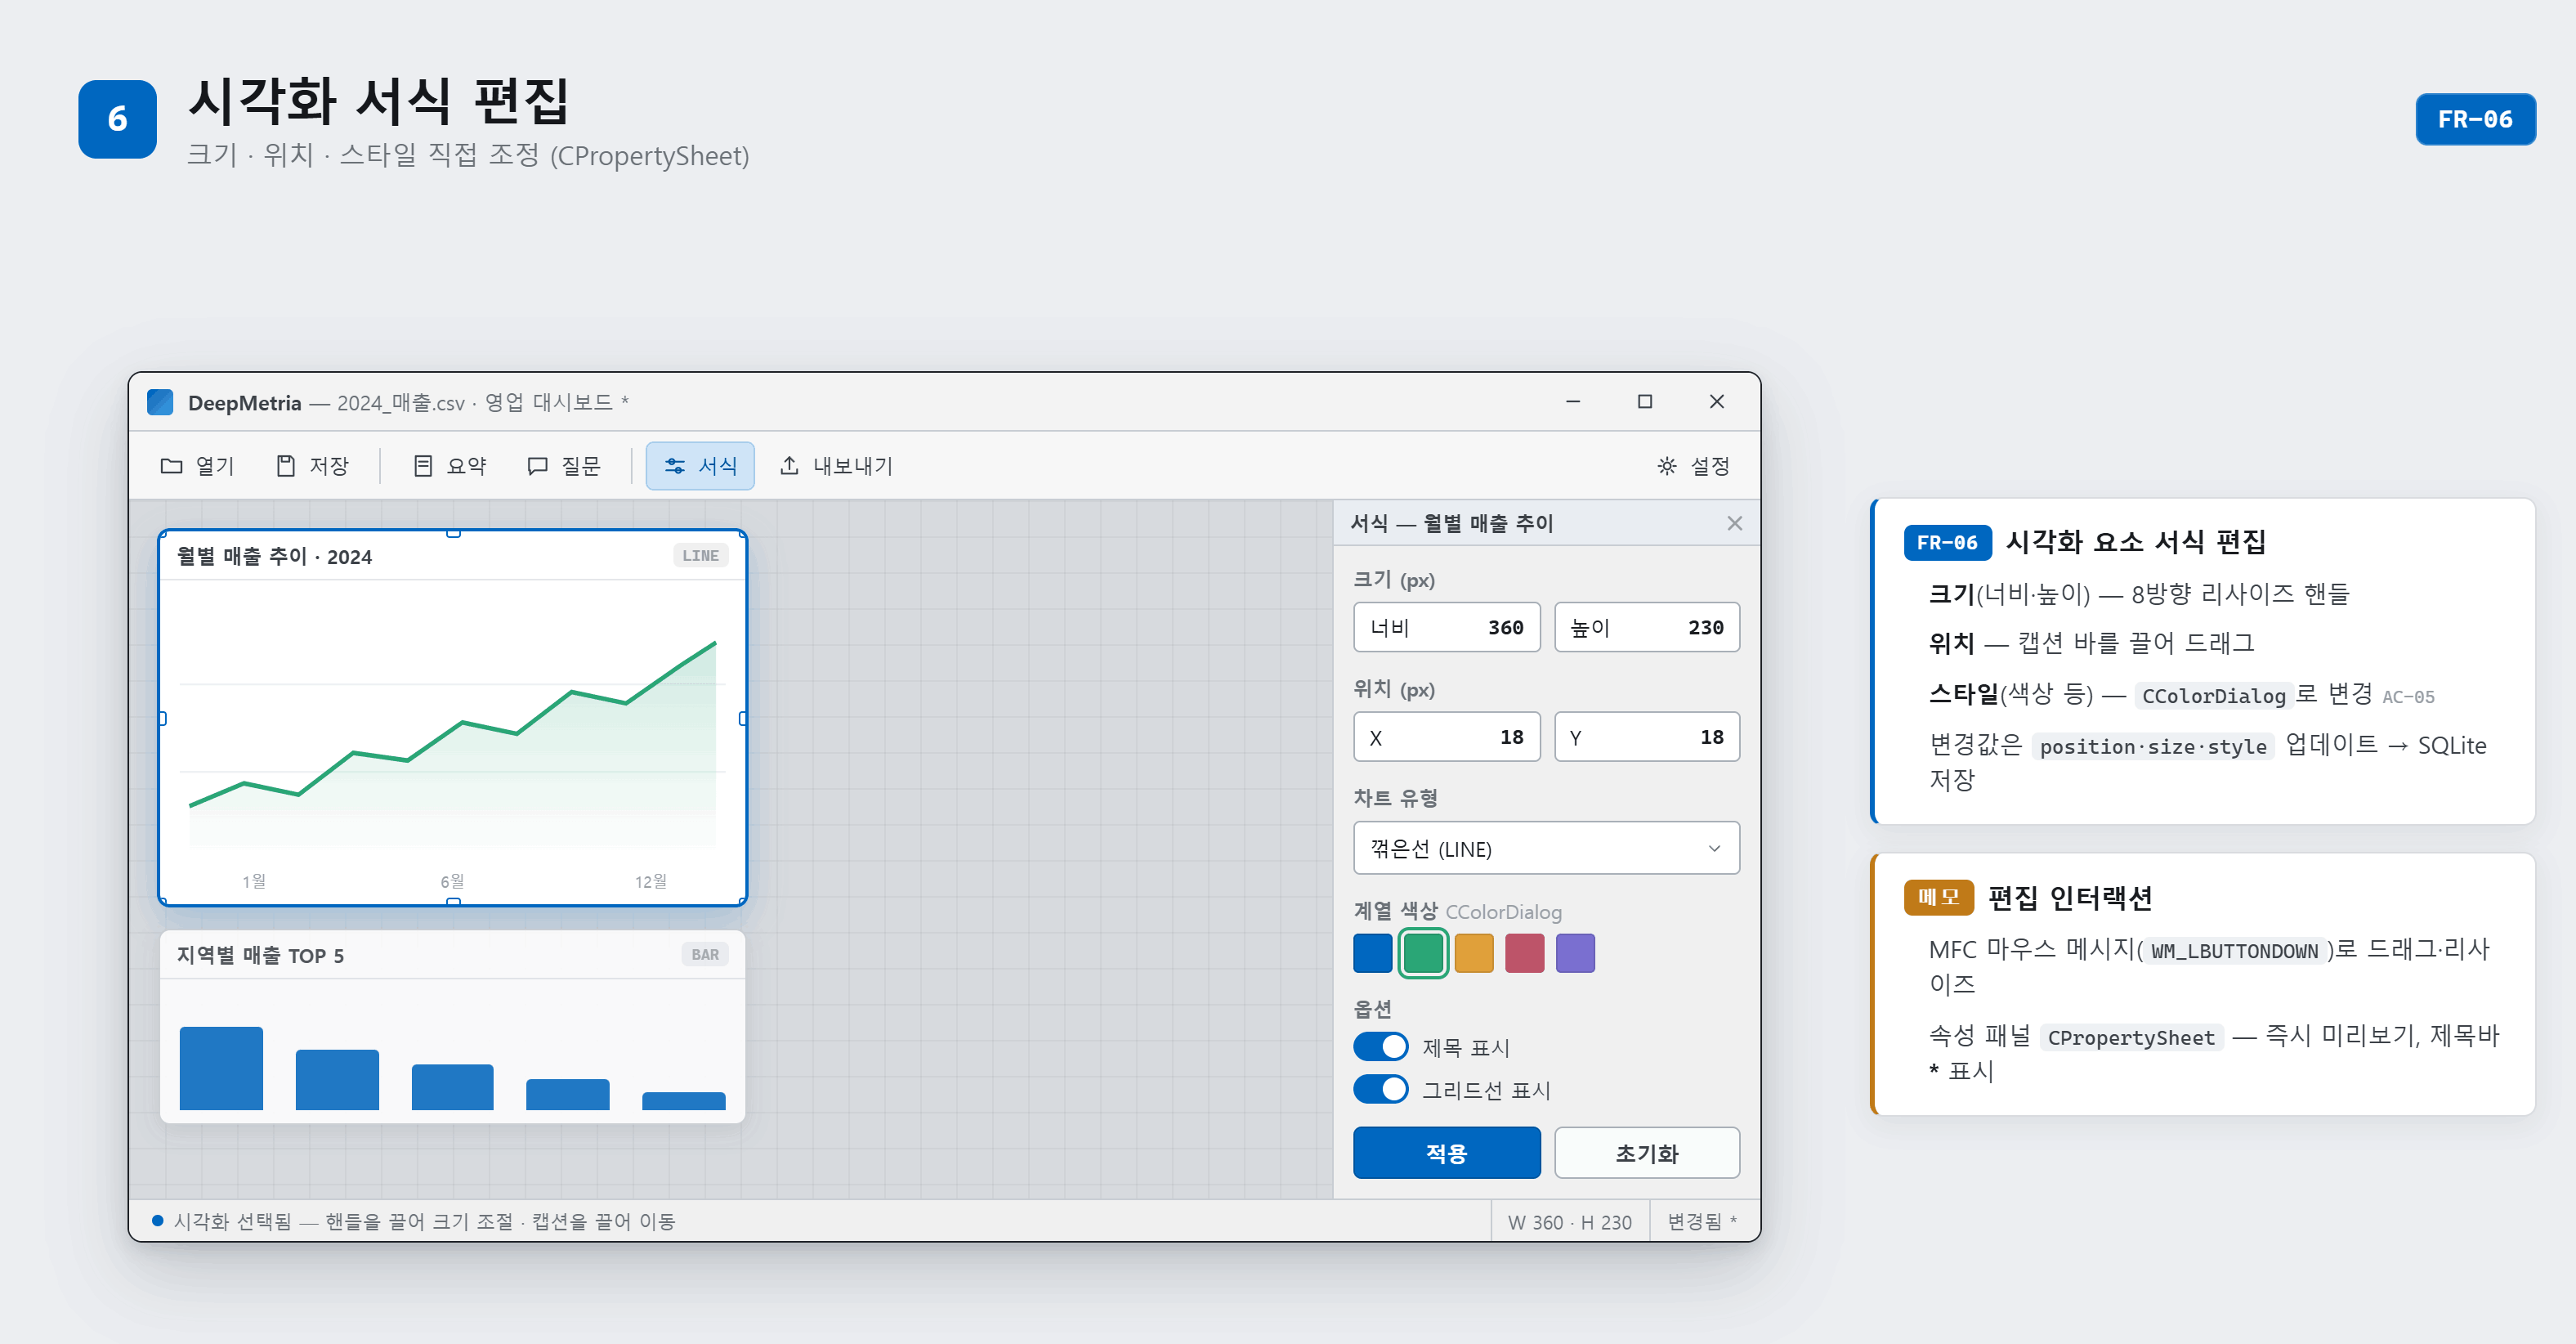 6
시각화 서식 편집
크기 · 위치 · 스타일 직접 조정 (CPropertySheet)
FR-06
DeepMetria — 2024_매출.csv · 영업 대시보드 *
열기
저장
요약
질문
서식
내보내기
설정
월별 매출 추이 · 2024
LINE
1월
6월
12월
지역별 매출 TOP 5
BAR
서식 — 월별 매출 추이
크기 (px)
너비 360
높이 230
위치 (px)
X 18
Y 18
차트 유형
꺾은선 (LINE)
계열 색상 CColorDialog
옵션
제목 표시
그리드선 표시
적용
초기화
시각화 선택됨 — 핸들을 끌어 크기 조절 · 캡션을 끌어 이동
W 360 · H 230
변경됨 *
FR-06 시각화 요소 서식 편집
크기(너비·높이) — 8방향 리사이즈 핸들
위치 — 캡션 바를 끌어 드래그
스타일(색상 등) — CColorDialog로 변경 AC-05
변경값은 position·size·style 업데이트 → SQLite
저장
메모 편집 인터랙션
MFC 마우스 메시지(WM_LBUTTONDOWN)로 드래그·리사
이즈
속성 패널 CPropertySheet — 즉시 미리보기, 제목바
* 표시